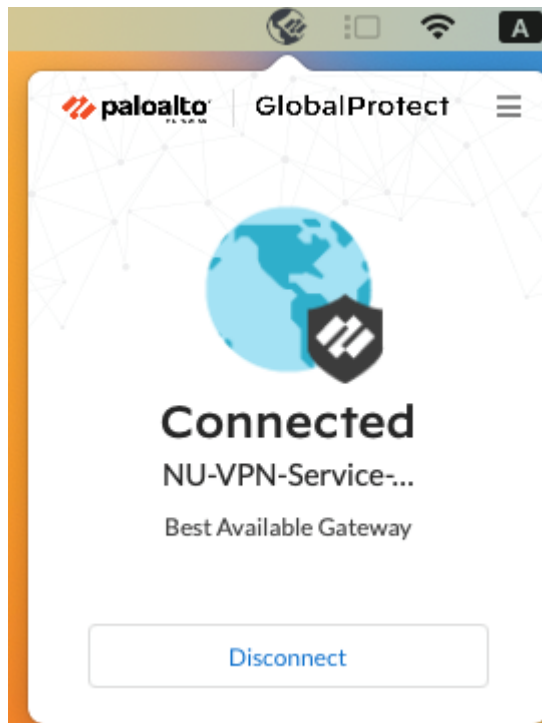 A
paloalto
GlobalProtect
Connected
NU-VPN-Service-...
Best Available Gateway
Disconnect